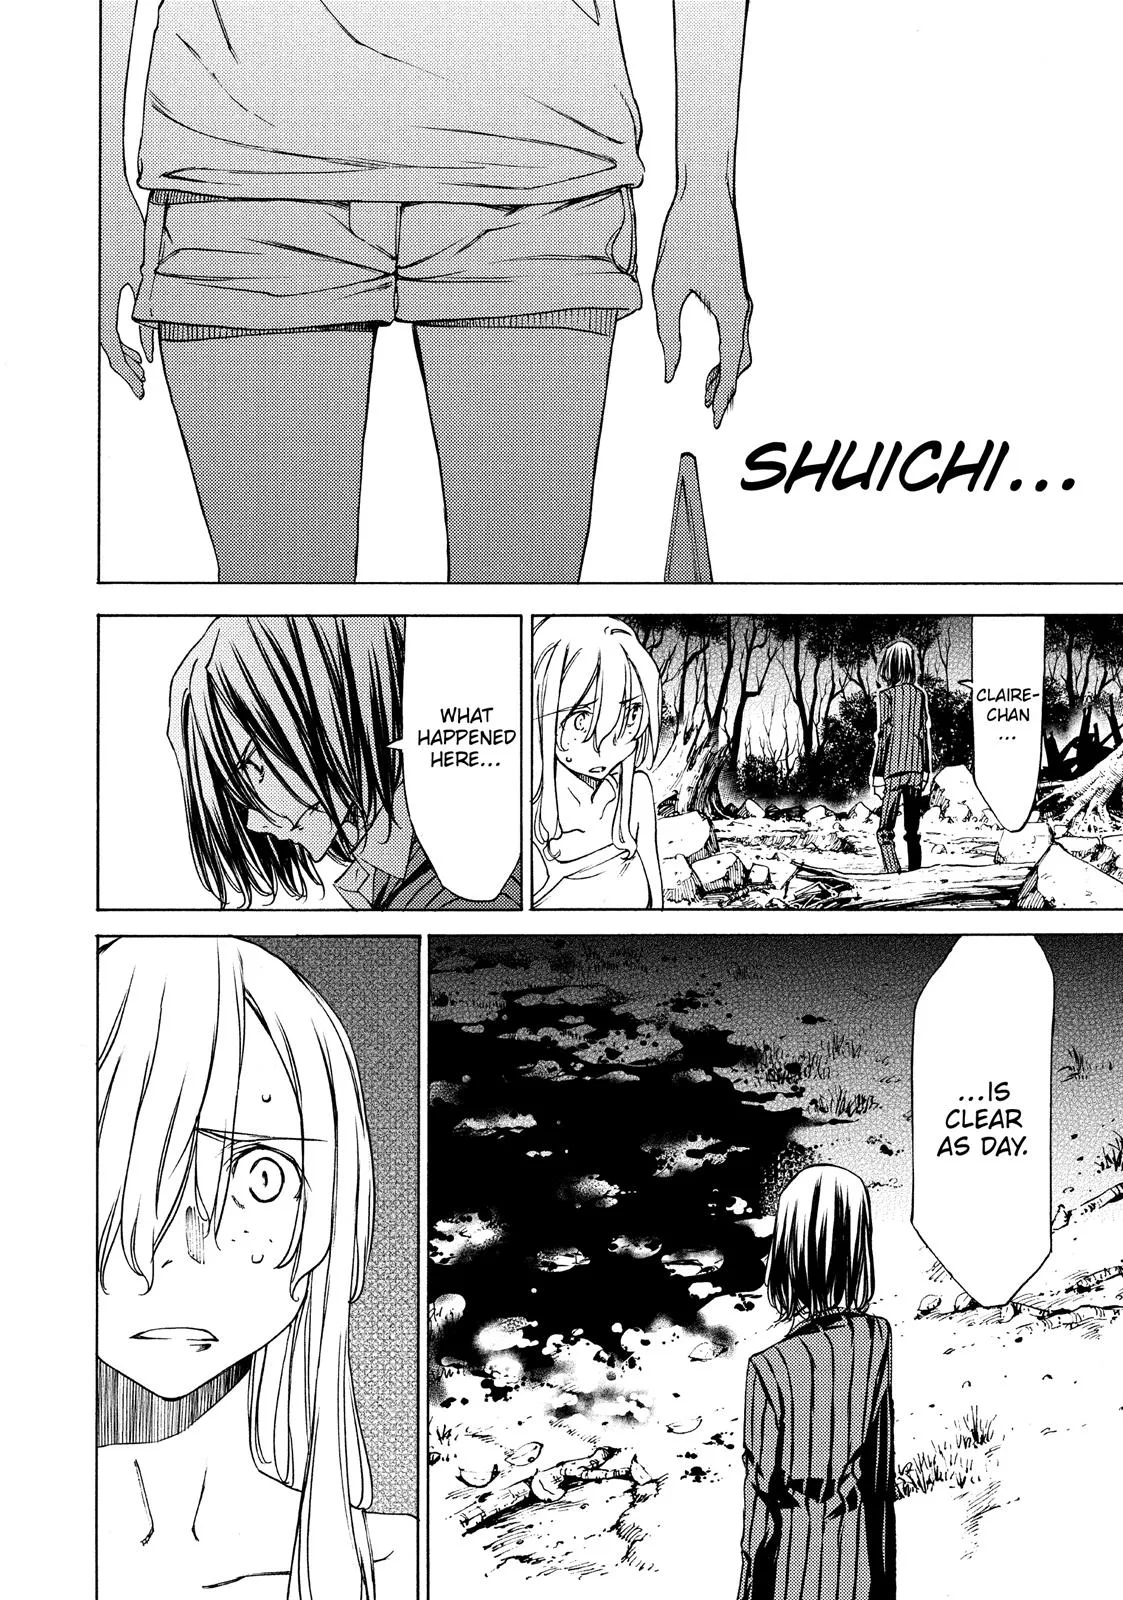 SHUICHI...
CLAIRE-
CHAN
...
WHAT
HAPPENED
HERE...
...IS
CLEAR
AS DAY.